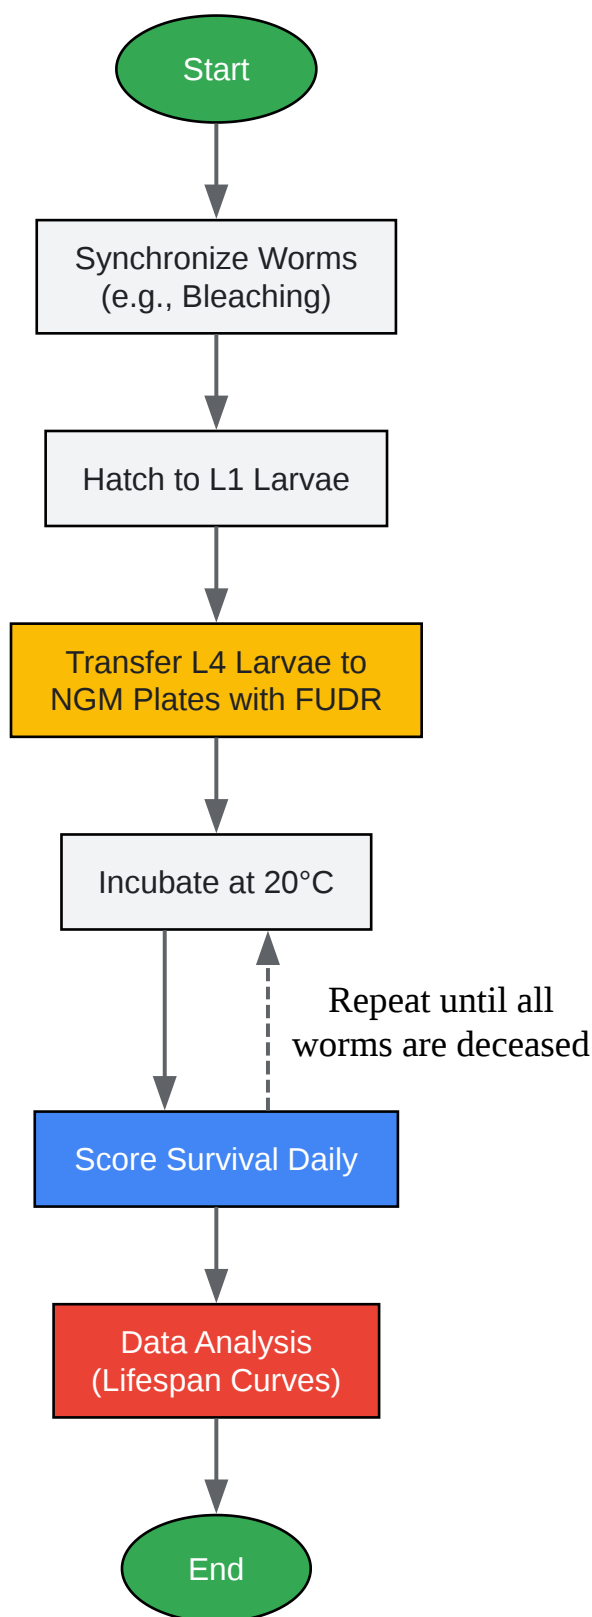 Start
Synchronize Worms
(e.g., Bleaching)
Hatch to L1 Larvae
Transfer L4 Larvae to
NGM Plates with FUDR
Incubate at 20°C
Repeat until all
worms are deceased
Score Survival Daily
Data Analysis
(Lifespan Curves)
End